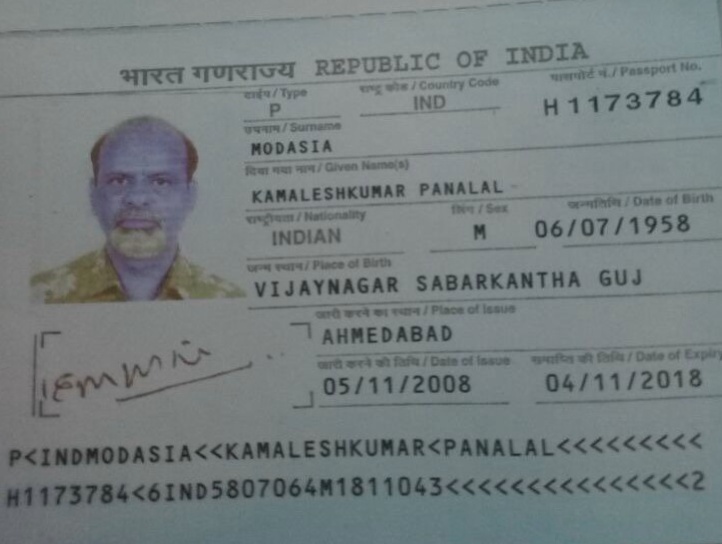 भारत गणराज्य REPUBLIC OF INDIA
टाईप / Type राष्ट्र कोड / Country Code पासपोर्ट नं. / Passport No.
P IND H1173784
उपनाम / Surname
MODASIA
दिया गया नाम / Given Name(s)
KAMALESHKUMAR PANALAL
राष्ट्रीयता / Nationality लिंग / Sex जन्मतिथि / Date of Birth
INDIAN M 06/07/1958
जन्म स्थान / Place of Birth
VIJAYNAGAR SABARKANTHA GUJ
जारी करने का स्थान / Place of Issue
AHMEDABAD
जारी करने की तिथि / Date of Issue समाप्ति की तिथि / Date of Expiry
05/11/2008 04/11/2018
P<INDMODASIA<<KAMALESHKUMAR<PANALAL<<<<<<<<<
H1173784<6IND5807064M1811043<<<<<<<<<<<<<<<2